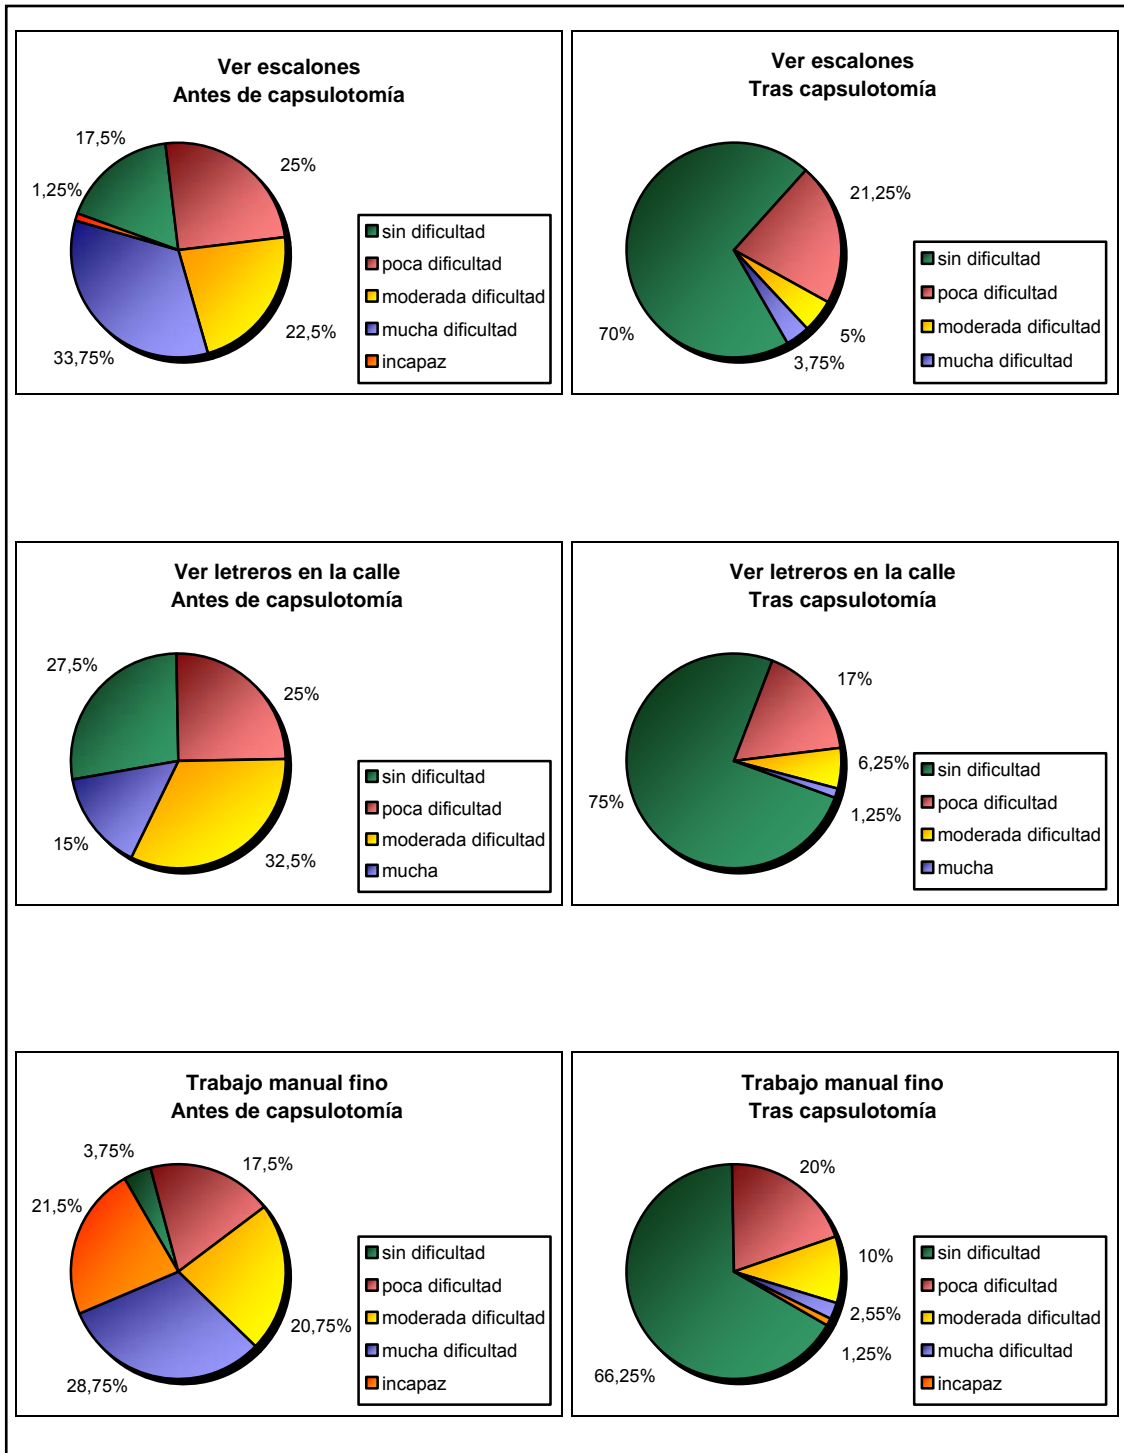 Ver escalones
Antes de capsulotomía
17,5%
25%
1,25%
22,5%
33,75%
sin dificultad
poca dificultad
moderada dificultad
mucha dificultad
incapaz
Ver escalones
Tras capsulotomía
21,25%
70%
5%
3,75%
sin dificultad
poca dificultad
moderada dificultad
mucha dificultad
Ver letreros en la calle
Antes de capsulotomía
27,5%
25%
15%
32,5%
sin dificultad
poca dificultad
moderada dificultad
mucha
Ver letreros en la calle
Tras capsulotomía
17%
6,25%
75%
1,25%
sin dificultad
poca dificultad
moderada dificultad
mucha
Trabajo manual fino
Antes de capsulotomía
3,75%
17,5%
21,5%
20,75%
28,75%
sin dificultad
poca dificultad
moderada dificultad
mucha dificultad
incapaz
Trabajo manual fino
Tras capsulotomía
20%
10%
2,55%
1,25%
66,25%
sin dificultad
poca dificultad
moderada dificultad
mucha dificultad
incapaz